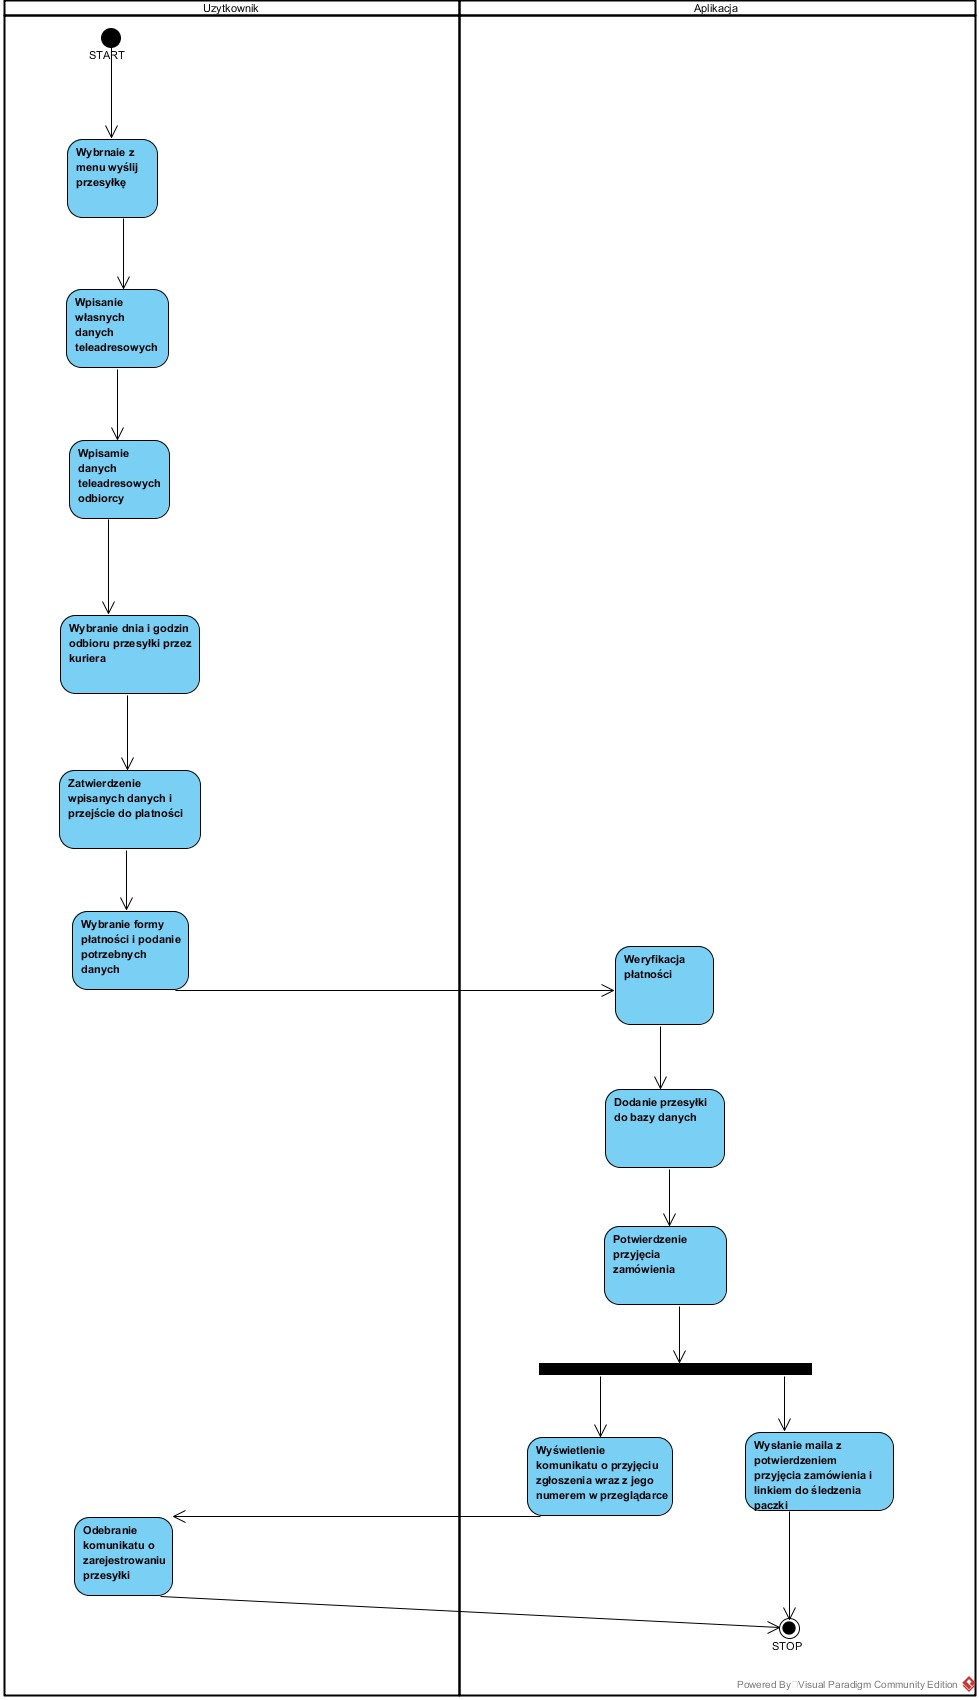 Uzytkownik
Aplikacja
START
Wybrnaie z
menu wyślij
przesyłkę
Wpisanie
własnych
danych
teleadresowych
Wpisamie
danych
teleadresowych
odbiorcy
Wybranie dnia i godzin
odbioru przesyłki przez
kuriera
Zatwierdzenie
wpisanych danych i
przejście do platności
Wybranie formy
płatności i podanie
potrzebnych
danych
Weryfikacja
płatności
Dodanie przesyłki
do bazy danych
Potwierdzenie
przyjęcia
zamówienia
Wyświetlenie
komunikatu o przyjęciu
zgłoszenia wraz z jego
numerem w przeglądarce
Wysłanie maila z
potwierdzeniem
przyjęcia zamówienia i
linkiem do śledzenia
paczki
Odebranie
komunikatu o
zarejestrowaniu
przesyłki
STOP
Powered By Visual Paradigm Community Edition